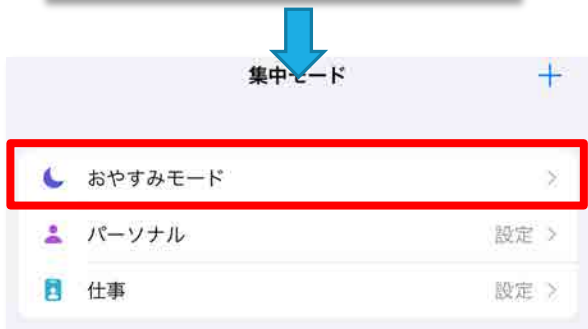 集中モード
おやすみモード
パーソナル 設定
仕事 設定